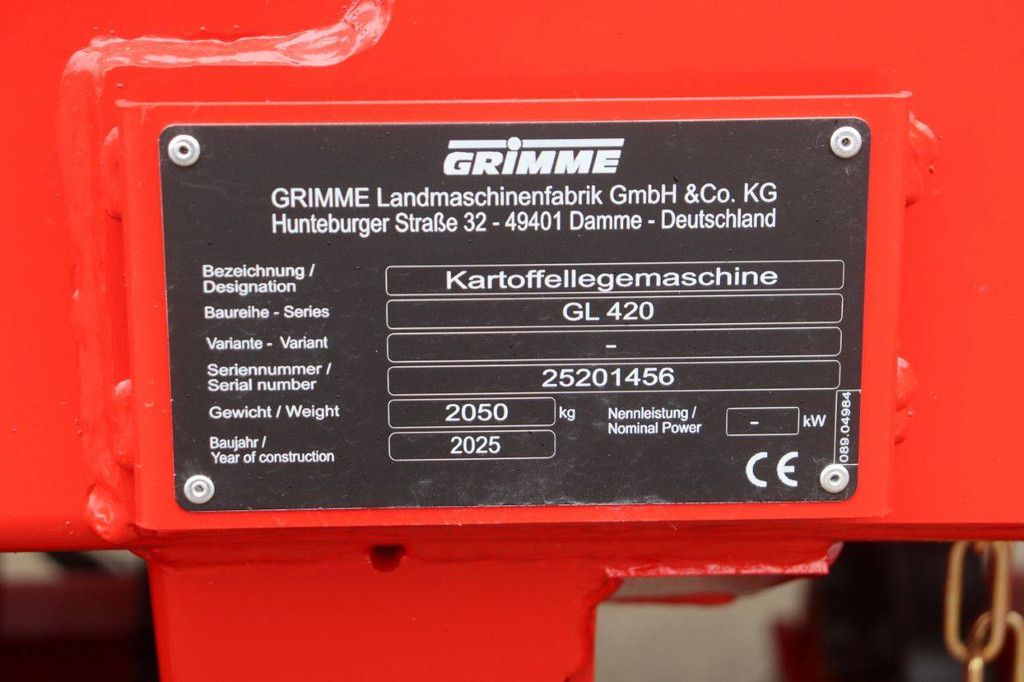 GRIMME
GRIMME Landmaschinenfabrik GmbH &Co. KG
Hunteburger Straße 32 - 49401 Damme - Deutschland
Bezeichnung /
Designation
Kartoffellegemaschine
Baureihe - Series
GL 420
Variante - Variant
-
Seriennummer /
Serial number
25201456
Gewicht / Weight
2050 kg
Nennleistung /
Nominal Power
- kW
Baujahr /
Year of construction
2025
CE
089.04984